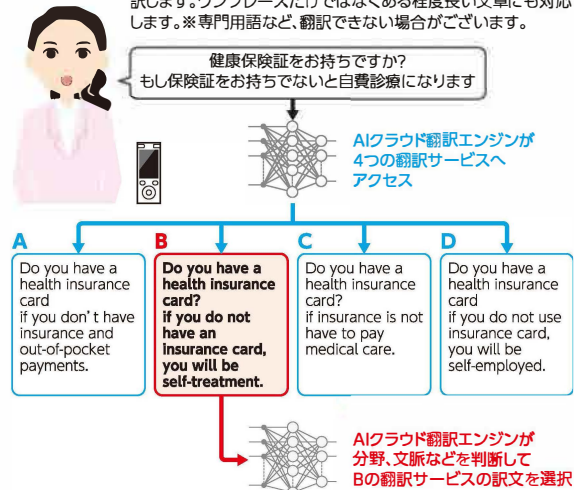 訳します。ワンフレーズだけではなくある程度長い文章にも対応
します。※専門用語など、翻訳できない場合がございます。
健康保険証をお持ちですか?
もし保険証をお持ちでないと自費診療になります
AIクラウド翻訳エンジンが
4つの翻訳サービスへ
アクセス
A
Do you have a
health insurance
card
if you don't have
insurance and
out-of-pocket
payments.
B
Do you have a
health insurance
card?
if you do not
have an
insurance card,
you will be
self-treatment.
C
Do you have a
health insurance
card?
if insurance is not
have to pay
medical care.
D
Do you have a
health insurance
card
if you do not use
insurance card,
you will be
self-employed.
AIクラウド翻訳エンジンが
分野、文脈などを判断して
Bの翻訳サービスの訳文を選択